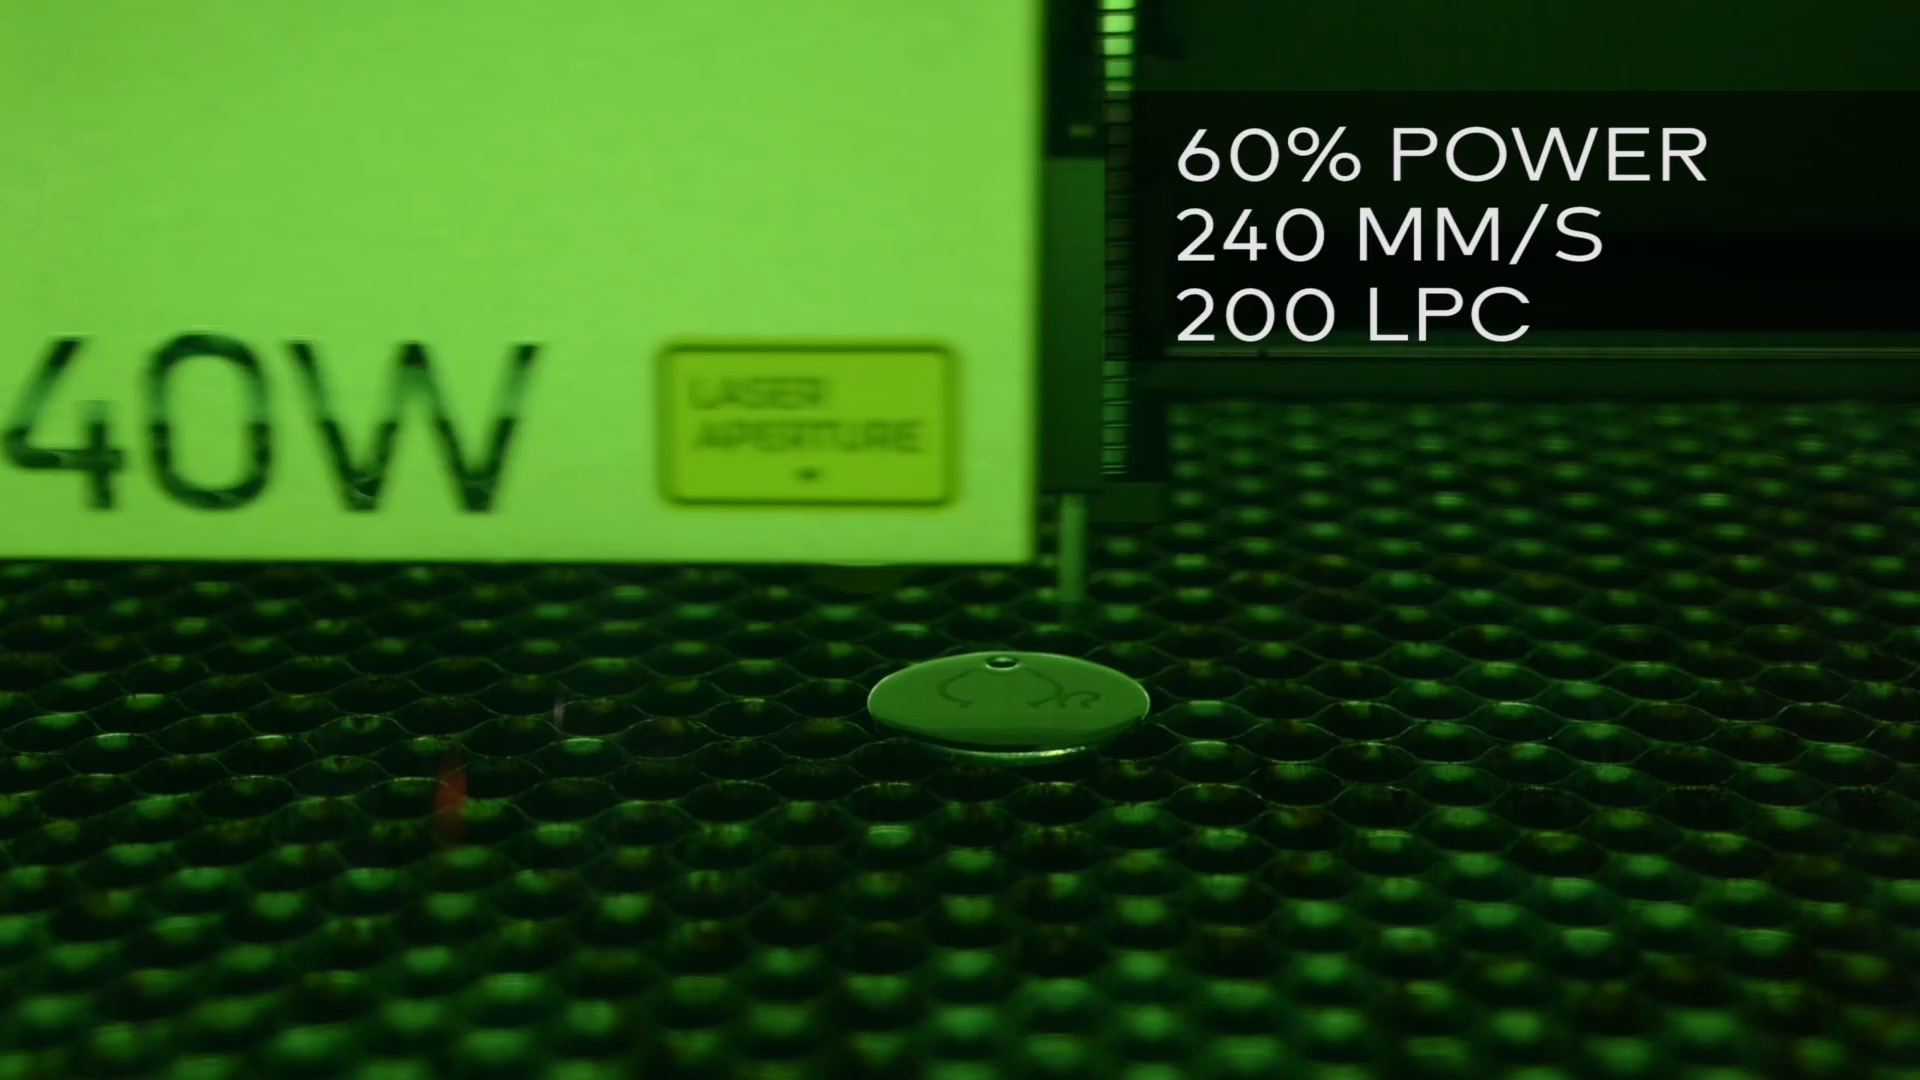 60% POWER
240 MM/S
200 LPC
40W
LASER
APERTURE